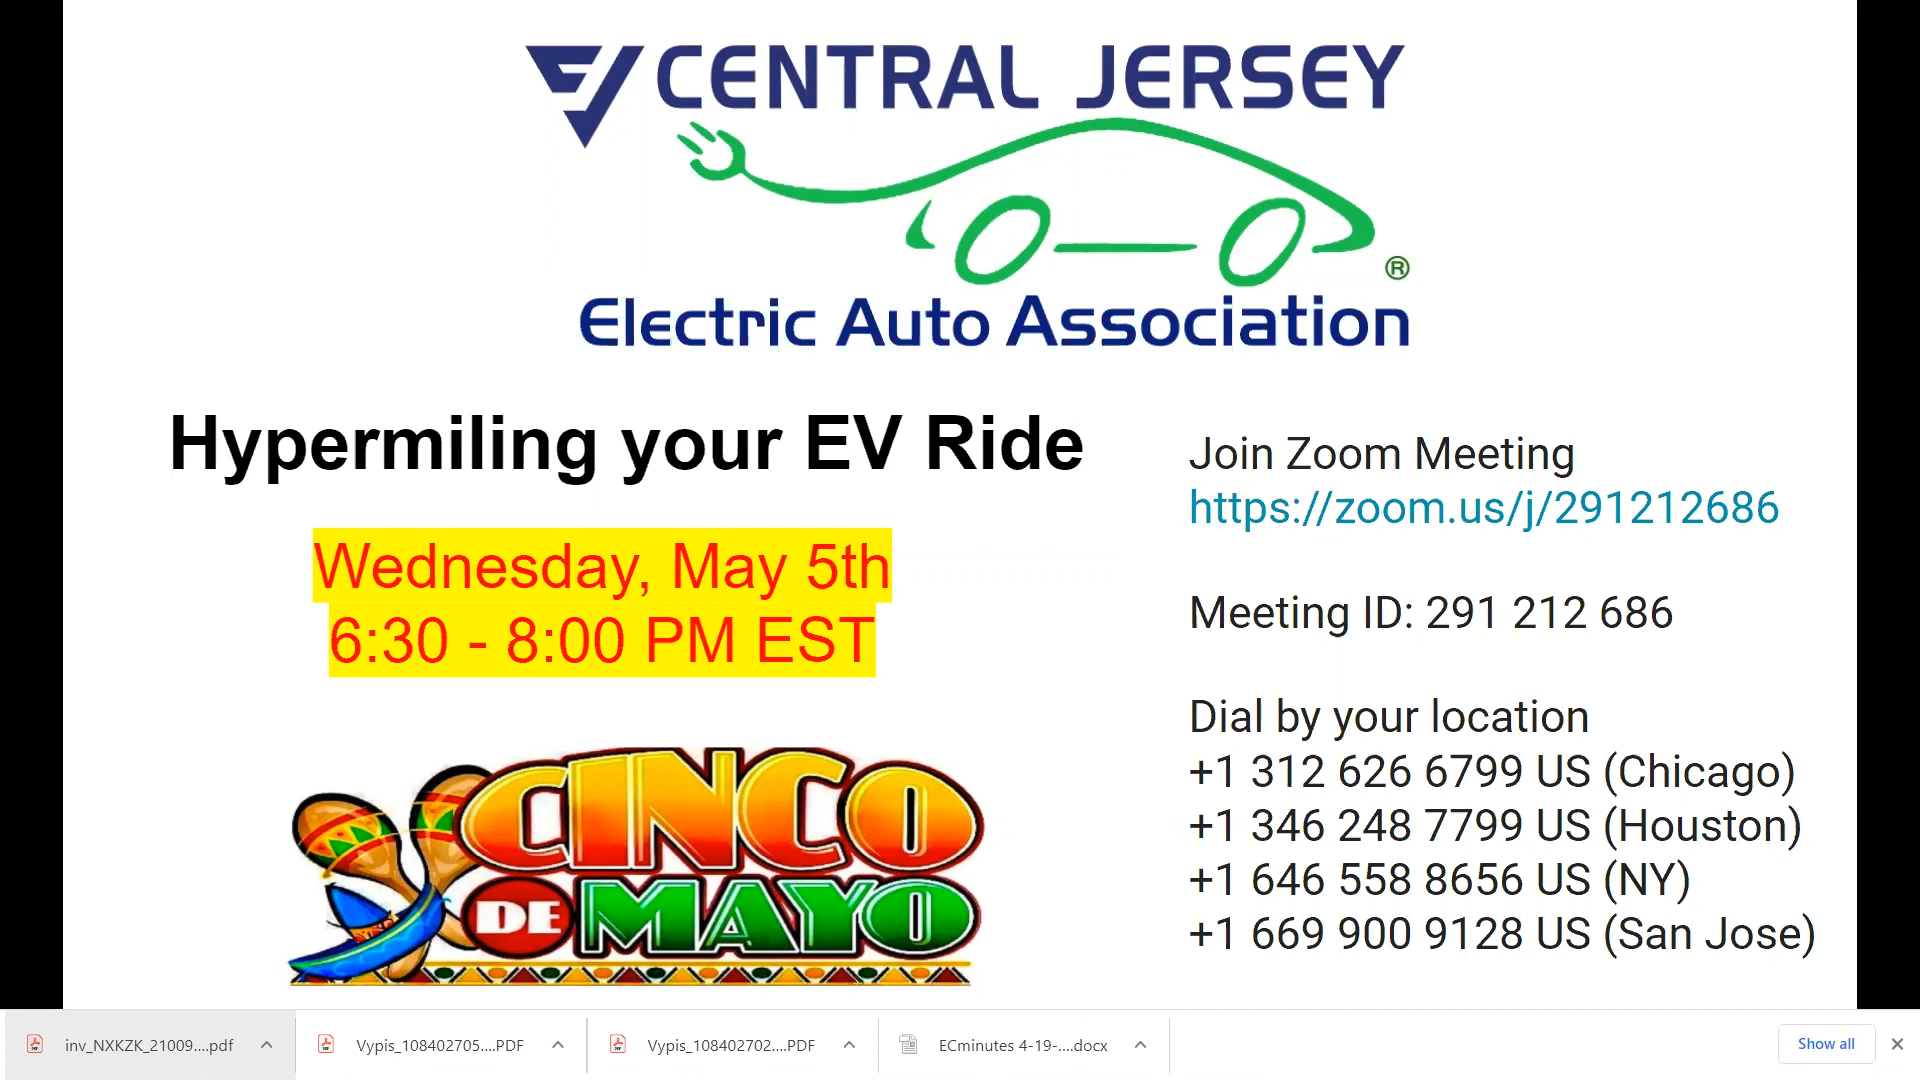 EV CENTRAL JERSEY
®
Electric Auto Association
Hypermiling your EV Ride
Wednesday, May 5th
6:30 - 8:00 PM EST
CINCO
DE MAYO
Join Zoom Meeting
https://zoom.us/j/291212686
Meeting ID: 291 212 686
Dial by your location
+1 312 626 6799 US (Chicago)
+1 346 248 7799 US (Houston)
+1 646 558 8656 US (NY)
+1 669 900 9128 US (San Jose)
inv_NXKZK_21009....pdf
Vypis_108402705....PDF
Vypis_108402702....PDF
ECminutes 4-19-....docx
Show all